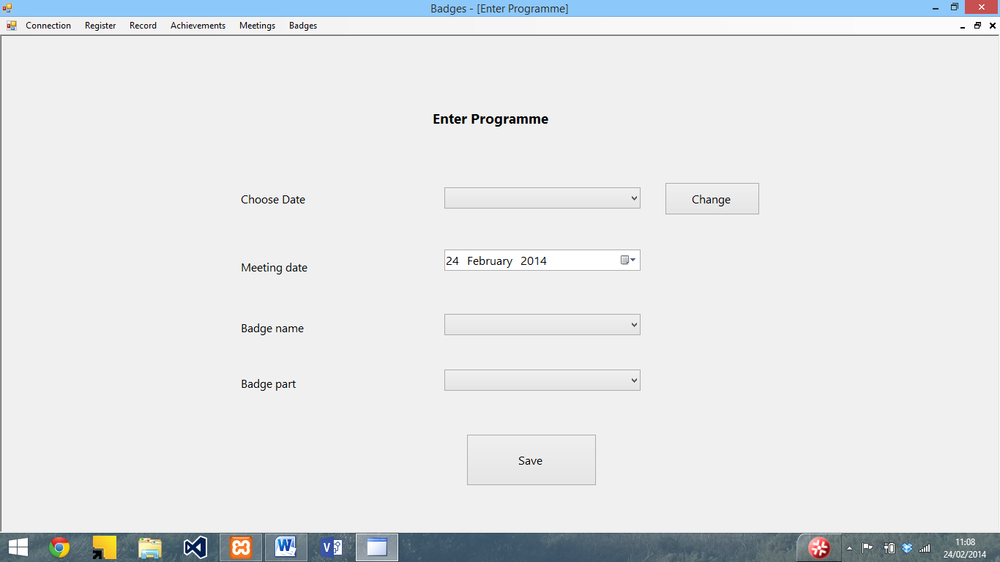 Badges - [Enter Programme]
Connection Register Record Achievements Meetings Badges
Enter Programme
Choose Date Change
Meeting date 24 February 2014
Badge name
Badge part
Save
11:08
24/02/2014